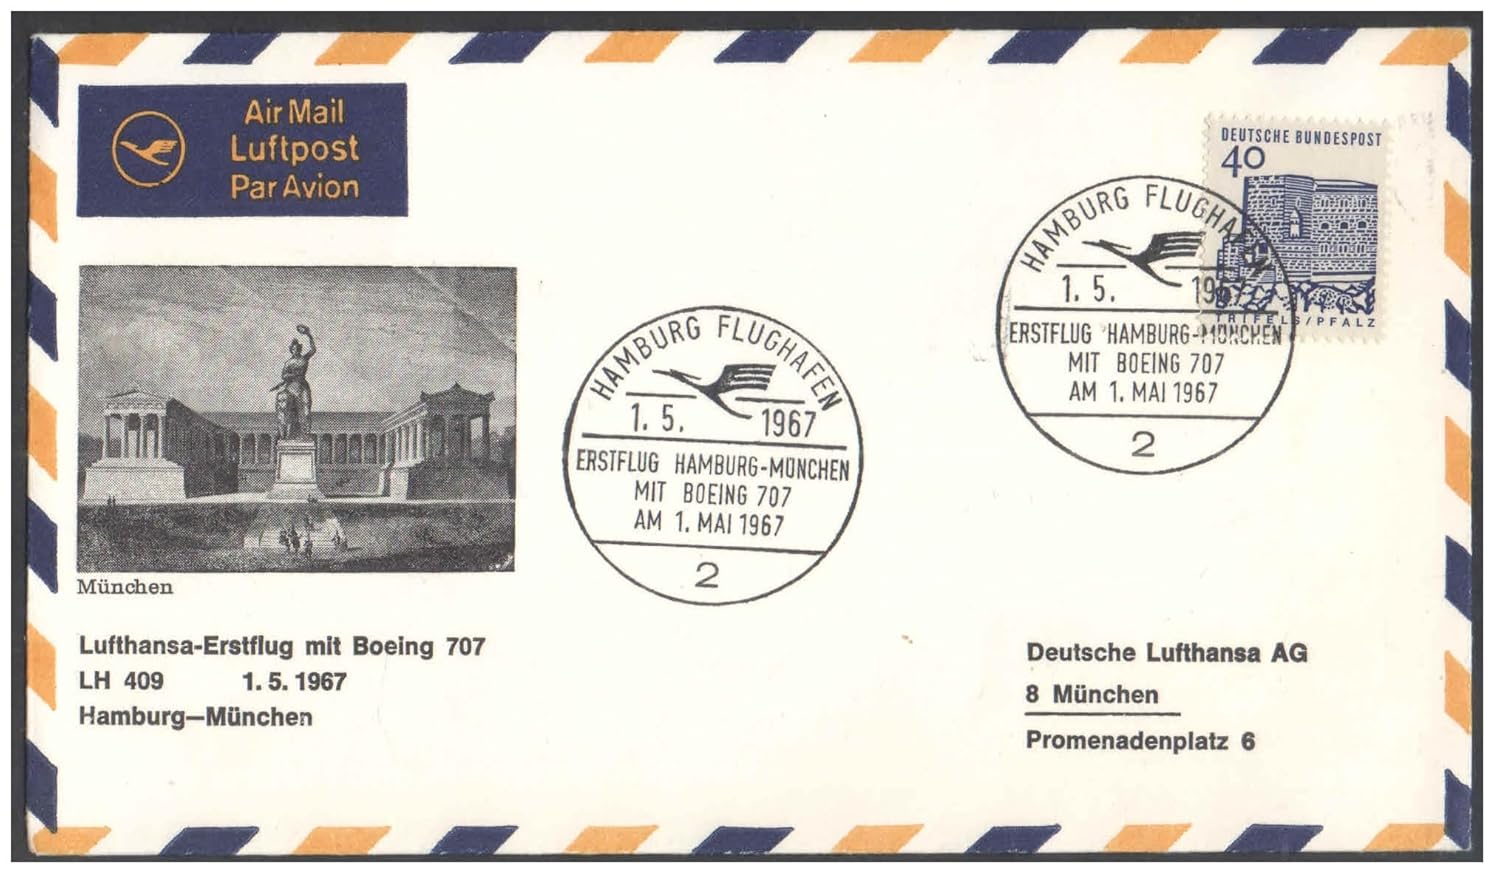 Air Mail
Luftpost
Par Avion
DEUTSCHE BUNDESPOST
40
TRIFELS/PFALZ
HAMBURG FLUGHAFEN
1. 5. 1967
ERSTFLUG HAMBURG-MÜNCHEN
MIT BOEING 707
AM 1. MAI 1967
2
HAMBURG FLUGHAFEN
1. 5. 1967
ERSTFLUG HAMBURG-MÜNCHEN
MIT BOEING 707
AM 1. MAI 1967
2
München
Lufthansa-Erstflug mit Boeing 707
LH 409 1. 5. 1967
Hamburg—München
Deutsche Lufthansa AG
8 München
Promenadenplatz 6